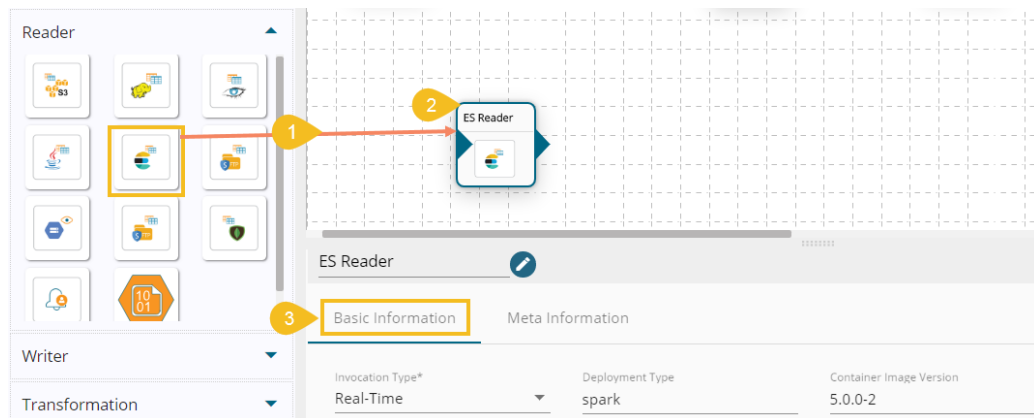 Reader
S3
1
2
ES Reader
10
01
ES Reader
3
Basic Information
Meta Information
Writer
Invocation Type*
Deployment Type
Container Image Version
Real-Time
spark
5.0.0-2
Transformation